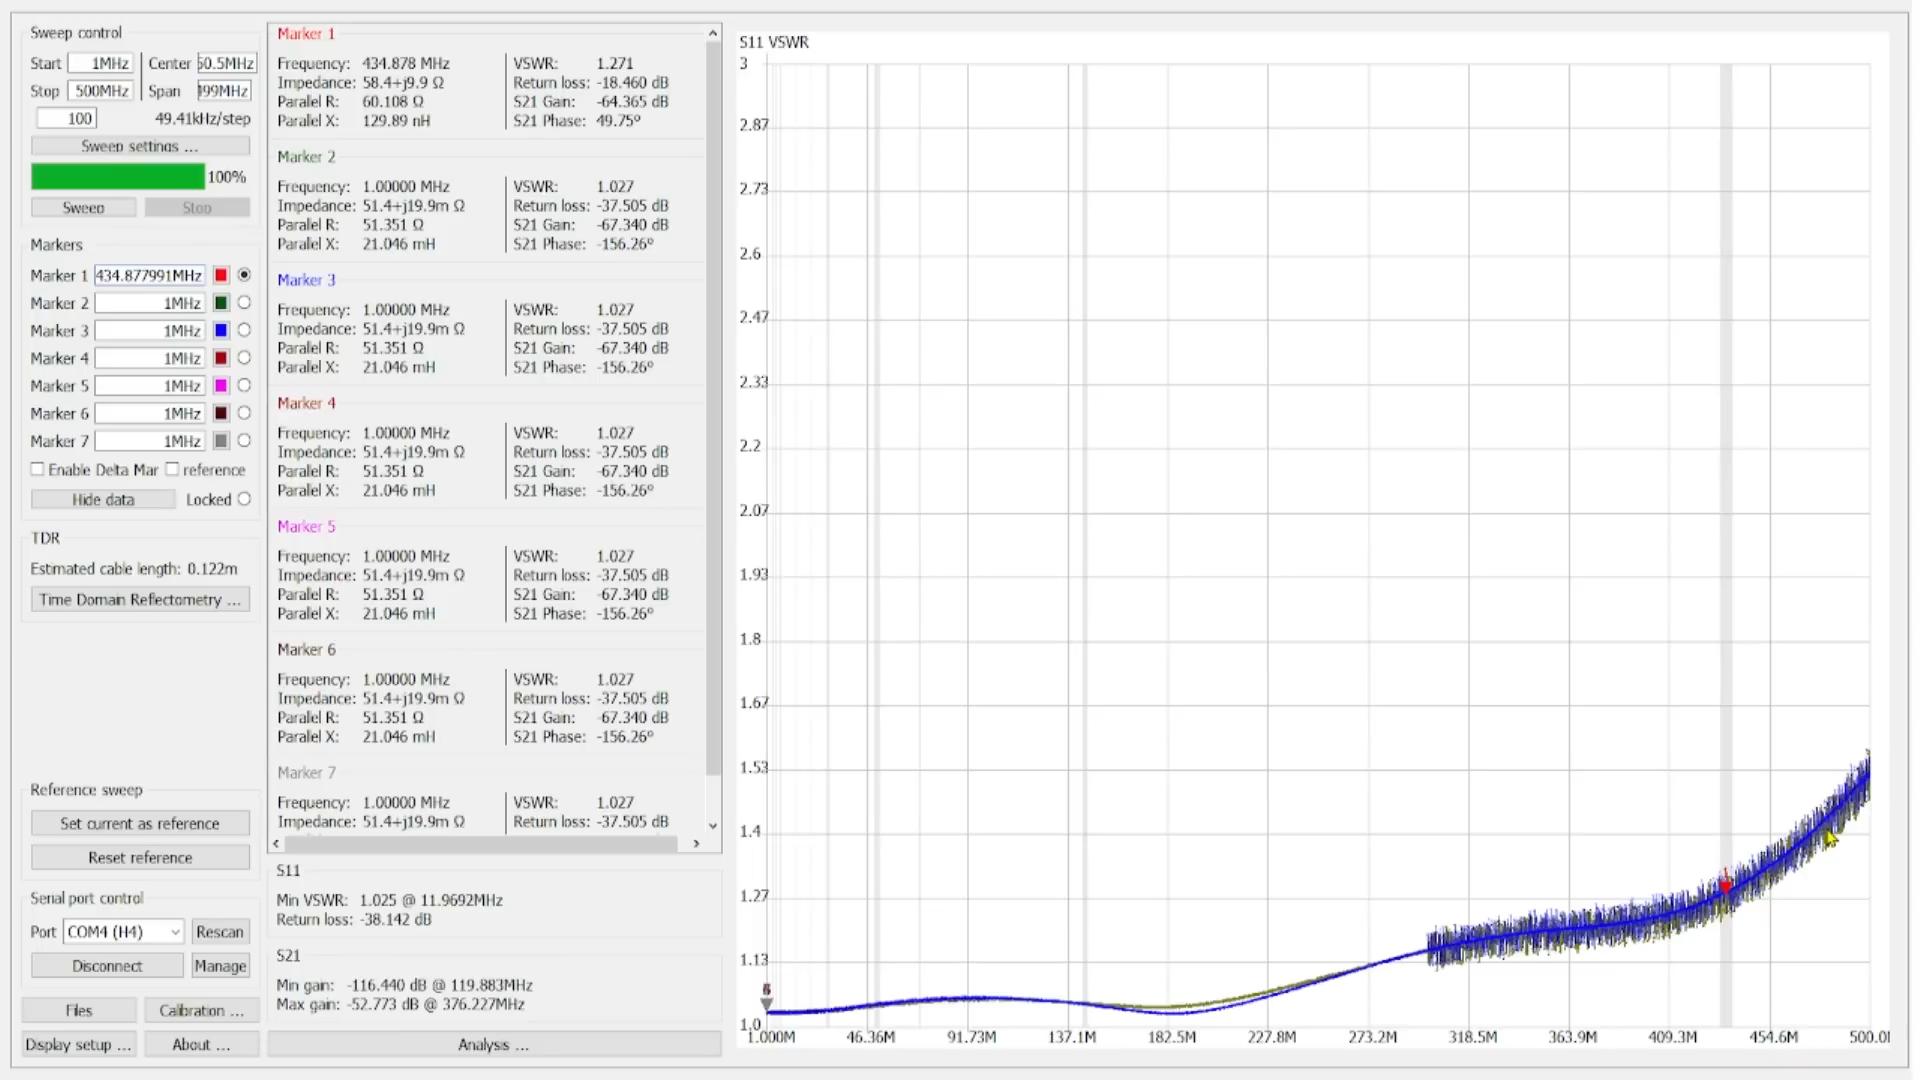 Sweep control
Start 1MHz Center 50.5MHz
Stop 500MHz Span 199MHz
100 49.41kHz/step
Sweep settings ...
100%
Sweep Stop
Markers
Marker 1 434.877991MHz
Marker 2 1MHz
Marker 3 1MHz
Marker 4 1MHz
Marker 5 1MHz
Marker 6 1MHz
Marker 7 1MHz
Enable Delta Mar reference
Hide data Locked
TDR
Estimated cable length: 0.122m
Time Domain Reflectometry ...
Reference sweep
Set current as reference
Reset reference
Serial port control
Port COM4 (H4) Rescan
Disconnect Manage
Files Calibration ...
Display setup ... About ...
Marker 1
Frequency: 434.878 MHz VSWR: 1.271
Impedance: 58.4+j9.9 Ω Return loss: -18.460 dB
Parallel R: 60.108 Ω S21 Gain: -64.365 dB
Parallel X: 129.89 nH S21 Phase: 49.75°
Marker 2
Frequency: 1.00000 MHz VSWR: 1.027
Impedance: 51.4+j19.9m Ω Return loss: -37.505 dB
Parallel R: 51.351 Ω S21 Gain: -67.340 dB
Parallel X: 21.046 mH S21 Phase: -156.26°
Marker 3
Frequency: 1.00000 MHz VSWR: 1.027
Impedance: 51.4+j19.9m Ω Return loss: -37.505 dB
Parallel R: 51.351 Ω S21 Gain: -67.340 dB
Parallel X: 21.046 mH S21 Phase: -156.26°
Marker 4
Frequency: 1.00000 MHz VSWR: 1.027
Impedance: 51.4+j19.9m Ω Return loss: -37.505 dB
Parallel R: 51.351 Ω S21 Gain: -67.340 dB
Parallel X: 21.046 mH S21 Phase: -156.26°
Marker 5
Frequency: 1.00000 MHz VSWR: 1.027
Impedance: 51.4+j19.9m Ω Return loss: -37.505 dB
Parallel R: 51.351 Ω S21 Gain: -67.340 dB
Parallel X: 21.046 mH S21 Phase: -156.26°
Marker 6
Frequency: 1.00000 MHz VSWR: 1.027
Impedance: 51.4+j19.9m Ω Return loss: -37.505 dB
Parallel R: 51.351 Ω S21 Gain: -67.340 dB
Parallel X: 21.046 mH S21 Phase: -156.26°
Marker 7
Frequency: 1.00000 MHz VSWR: 1.027
Impedance: 51.4+j19.9m Ω Return loss: -37.505 dB
S11
Min VSWR: 1.025 @ 11.9692MHz
Return loss: -38.142 dB
S21
Min gain: -116.440 dB @ 119.883MHz
Max gain: -52.773 dB @ 376.227MHz
Analysis ...
S11 VSWR
3
2.87
2.73
2.6
2.47
2.33
2.2
2.07
1.93
1.8
1.67
1.53
1.4
1.27
1.13
1.0
1.000M 46.36M 91.73M 137.1M 182.5M 227.8M 273.2M 318.5M 363.9M 409.3M 454.6M 500.0